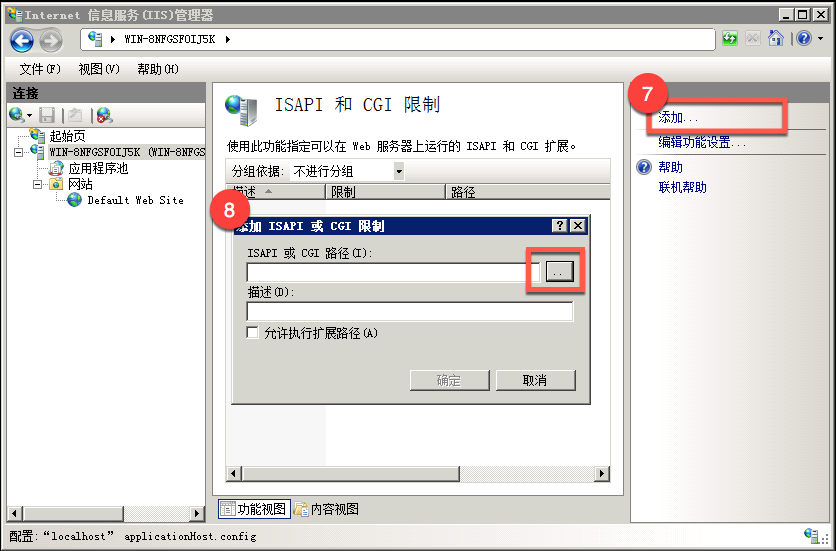 Internet 信息服务(IIS)管理器
WIN-8NFGSFOIJ5K
文件(F) 视图(V) 帮助(H)
连接
起始页
WIN-8NFGSFOIJ5K (WIN-8NFGS
应用程序池
网站
Default Web Site
ISAPI 和 CGI 限制
使用此功能指定可以在 Web 服务器上运行的 ISAPI 和 CGI 扩展。
分组依据: 不进行分组
描述 限制 路径
8
添加 ISAPI 或 CGI 限制
ISAPI 或 CGI 路径(I):
..
描述(D):
允许执行扩展路径(A)
确定 取消
功能视图 内容视图
7
添加...
编辑功能设置...
帮助
联机帮助
配置:“localhost” applicationHost.config